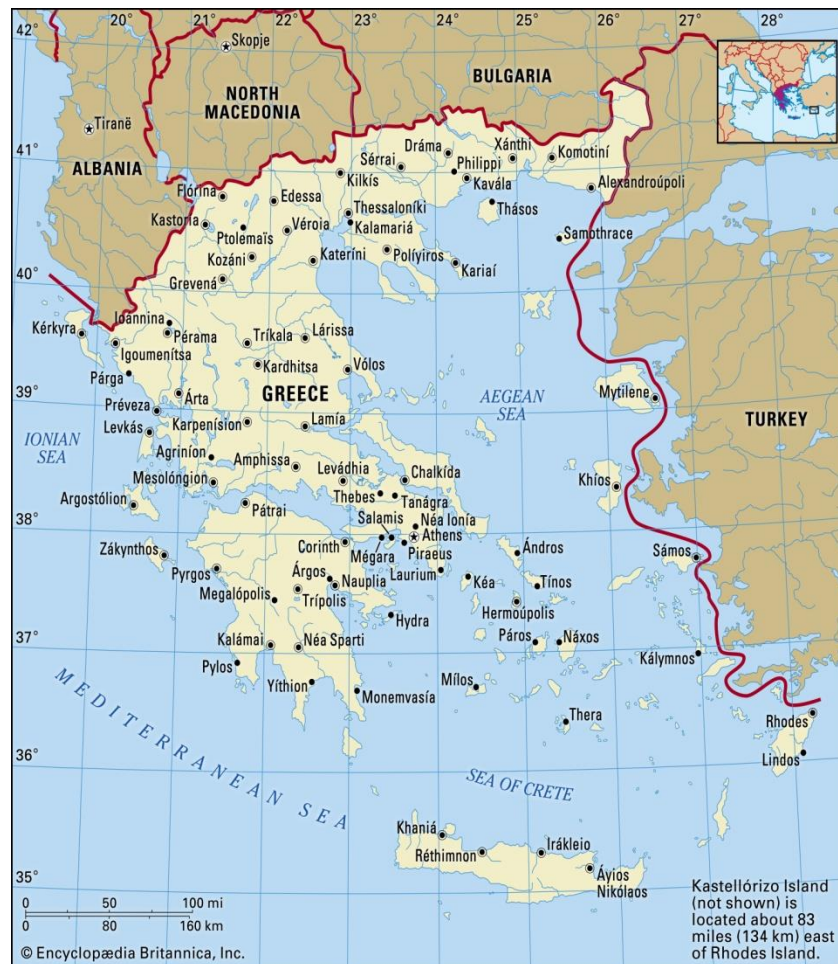 20°
21°
22°
23°
24°
25°
26°
27°
28°
42°
Skopje
BULGARIA
NORTH
MACEDONIA
Tiranë
ALBANIA
41°
Dráma
Xánthi
Komotiní
Sérrai
Philippi
Kilkís
Kavála
Alexandroúpoli
Flórina
Edessa
Thessaloníki
Thásos
Kastoria
Véroia
Kalamariá
Ptolemaïs
Samothrace
Kozáni
Kateríni
Políyiros
Kariaí
40°
Grevená
Ioannina
Kérkyra
Pérama
Tríkala
Lárissa
Igoumenítsa
Kardhitsa
Vólos
Párga
39°
GREECE
AEGEAN
SEA
Mytilene
TURKEY
Préveza
Árta
Levkás
Karpenísion
Lamía
IONIAN
SEA
Agriníon
Amphissa
Levádhia
Chalkída
Mesolóngion
Thebes
Tanágra
Khíos
Argostólion
Pátrai
Salamis
Néa Ionía
38°
Athens
Corinth
Zákynthos
Mégara
Piraeus
Ándros
Sámos
Pyrgos
Árgos
Nauplia
Laurium
Kéa
Tínos
Megalópolis
Trípolis
Hermoúpolis
Hydra
37°
Kalámai
Néa Sparti
Páros
Náxos
Kálymnos
Pylos
Yíthion
Monemvasía
Mílos
MEDITERRANEAN SEA
Thera
Rhodes
36°
Lindos
SEA OF CRETE
Khaniá
Réthimnon
Irákleio
35°
Áyios
Nikólaos
0 50 100 mi
0 80 160 km
Kastellórizo Island
(not shown) is
located about 83
miles (134 km) east
of Rhodes Island.
© Encyclopædia Britannica, Inc.